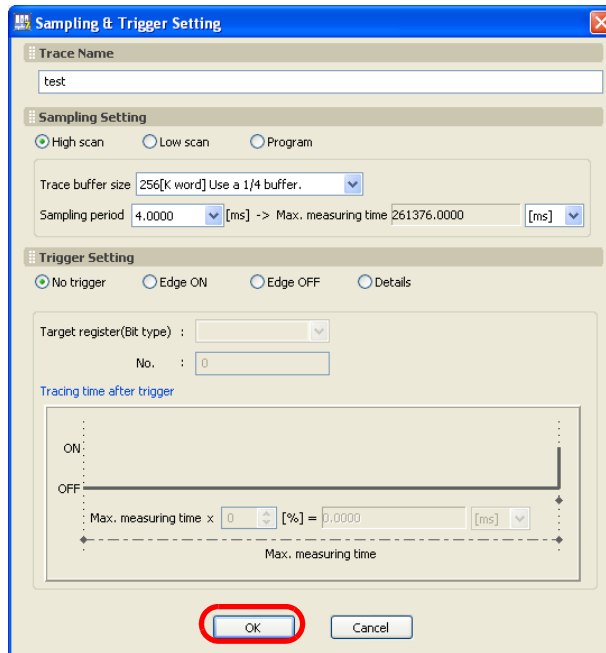 Sampling & Trigger Setting
Trace Name
test
Sampling Setting
High scan Low scan Program
Trace buffer size 256[K word] Use a 1/4 buffer.
Sampling period 4.0000 [ms] -> Max. measuring time 261376.0000 [ms]
Trigger Setting
No trigger Edge ON Edge OFF Details
Target register(Bit type) :
No. : 0
Tracing time after trigger
ON
OFF
Max. measuring time x 0 [%] = 0.0000 [ms]
Max. measuring time
OK Cancel